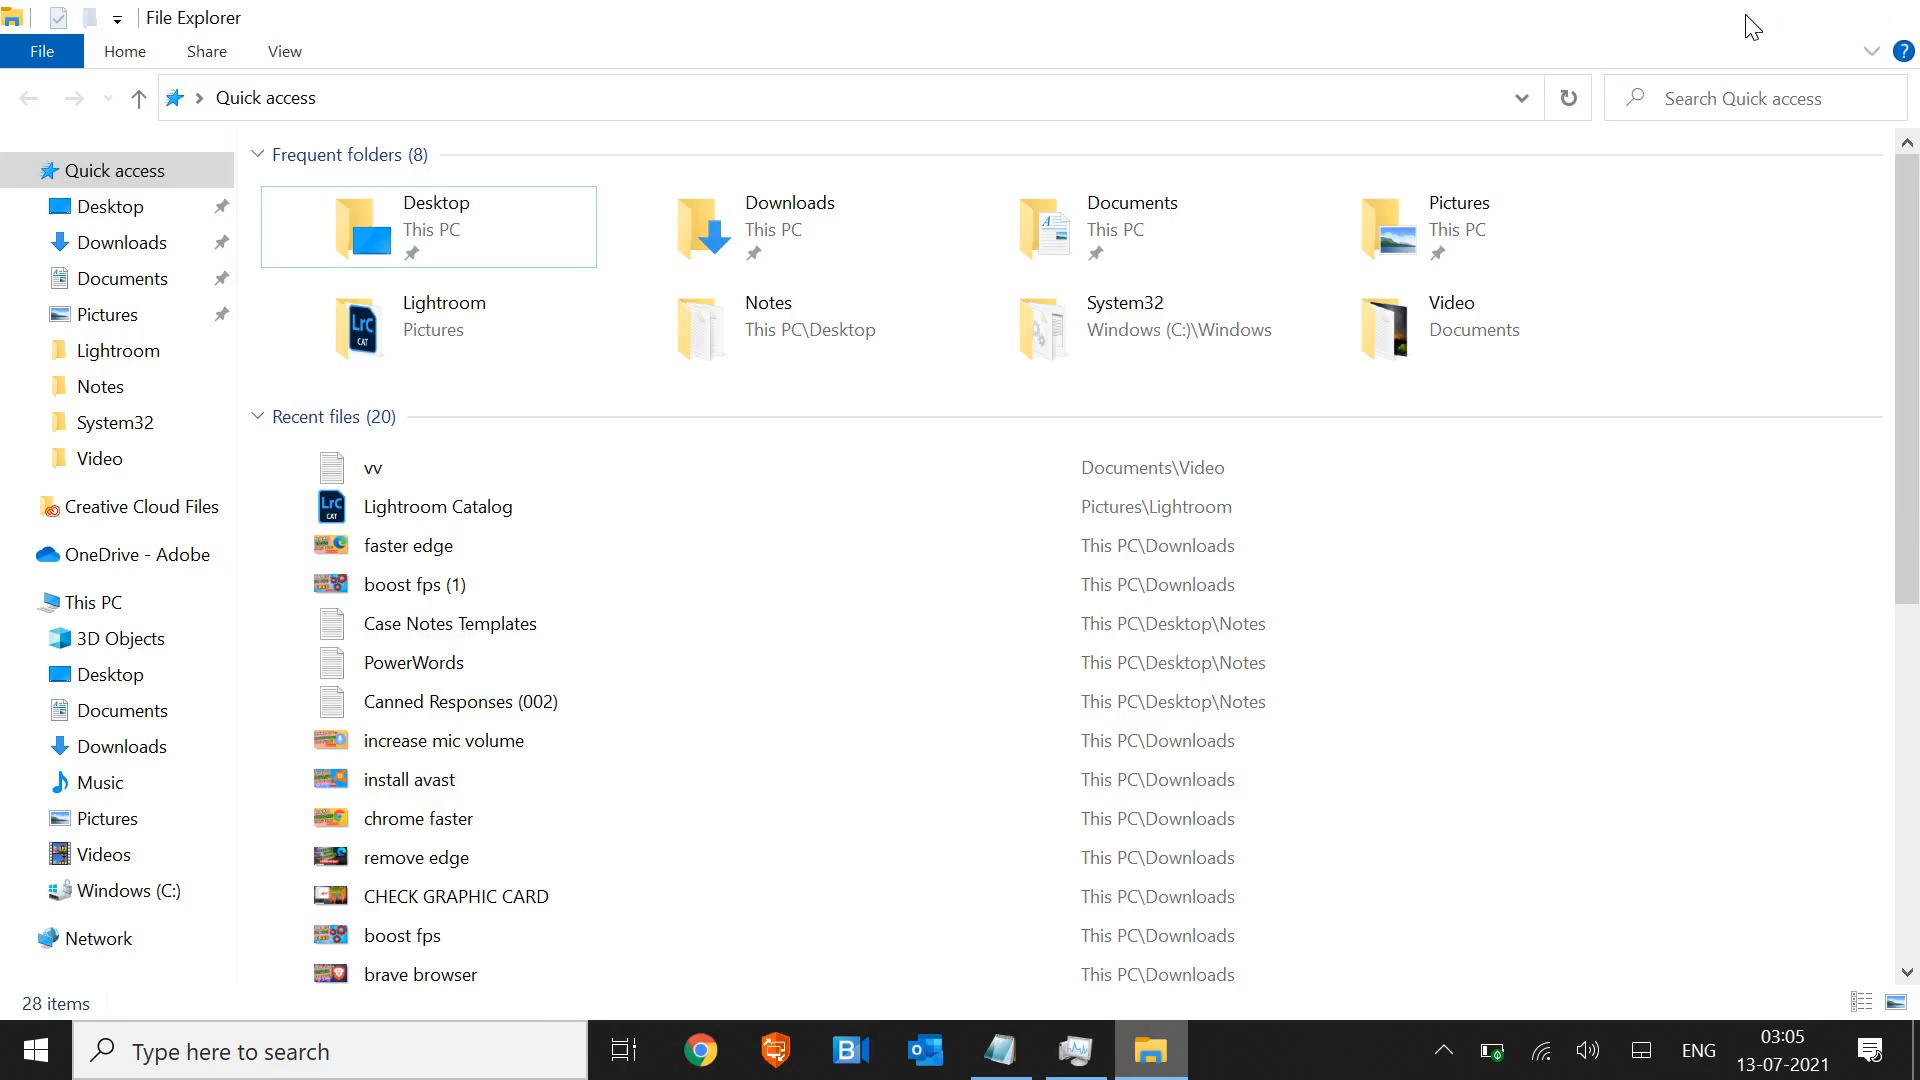 File Explorer
File Home Share View
Quick access
Search Quick access
Quick access
Desktop
Downloads
Documents
Pictures
Lightroom
Notes
System32
Video
Creative Cloud Files
OneDrive - Adobe
This PC
3D Objects
Desktop
Documents
Downloads
Music
Pictures
Videos
Windows (C:)
Network
Frequent folders (8)
Desktop
This PC
Downloads
This PC
Documents
This PC
Pictures
This PC
Lightroom
Pictures
Notes
This PC\Desktop
System32
Windows (C:)\Windows
Video
Documents
Recent files (20)
vv Documents\Video
Lightroom Catalog Pictures\Lightroom
faster edge This PC\Downloads
boost fps (1) This PC\Downloads
Case Notes Templates This PC\Desktop\Notes
PowerWords This PC\Desktop\Notes
Canned Responses (002) This PC\Desktop\Notes
increase mic volume This PC\Downloads
install avast This PC\Downloads
chrome faster This PC\Downloads
remove edge This PC\Downloads
CHECK GRAPHIC CARD This PC\Downloads
boost fps This PC\Downloads
brave browser This PC\Downloads
28 items
Type here to search
ENG
03:05
13-07-2021